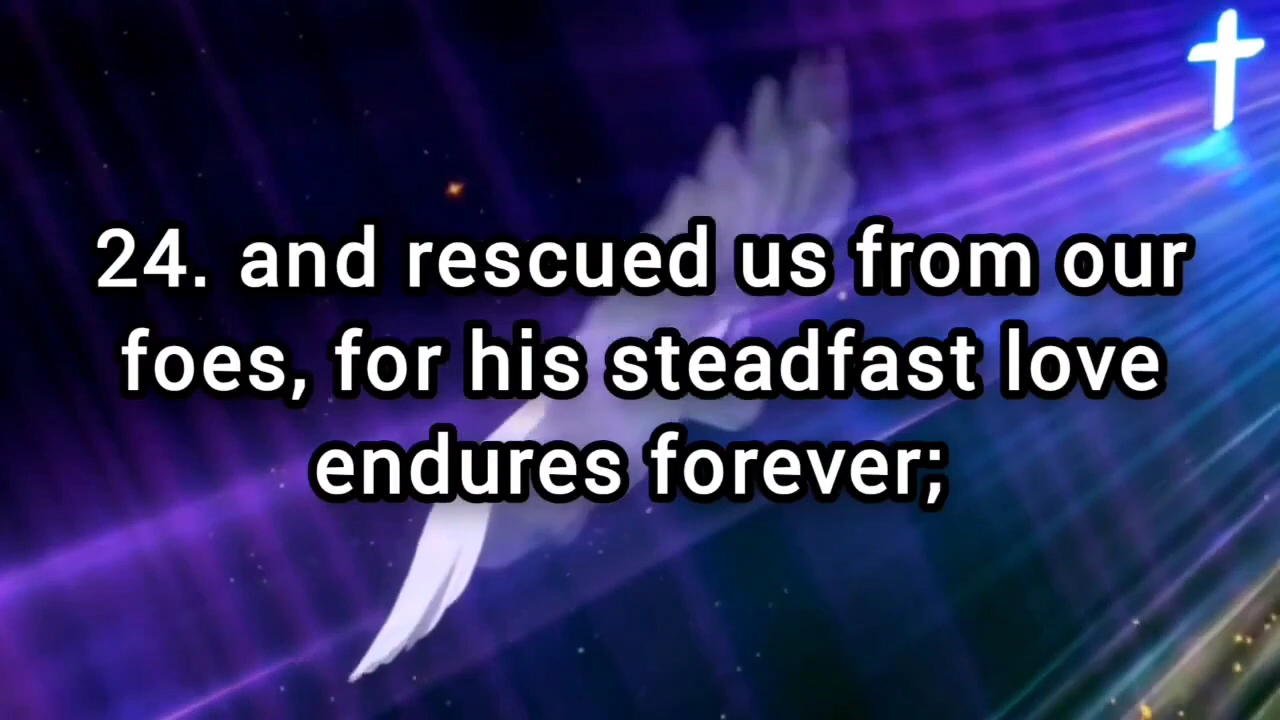 24. and rescued us from our
foes, for his steadfast love
endures forever;